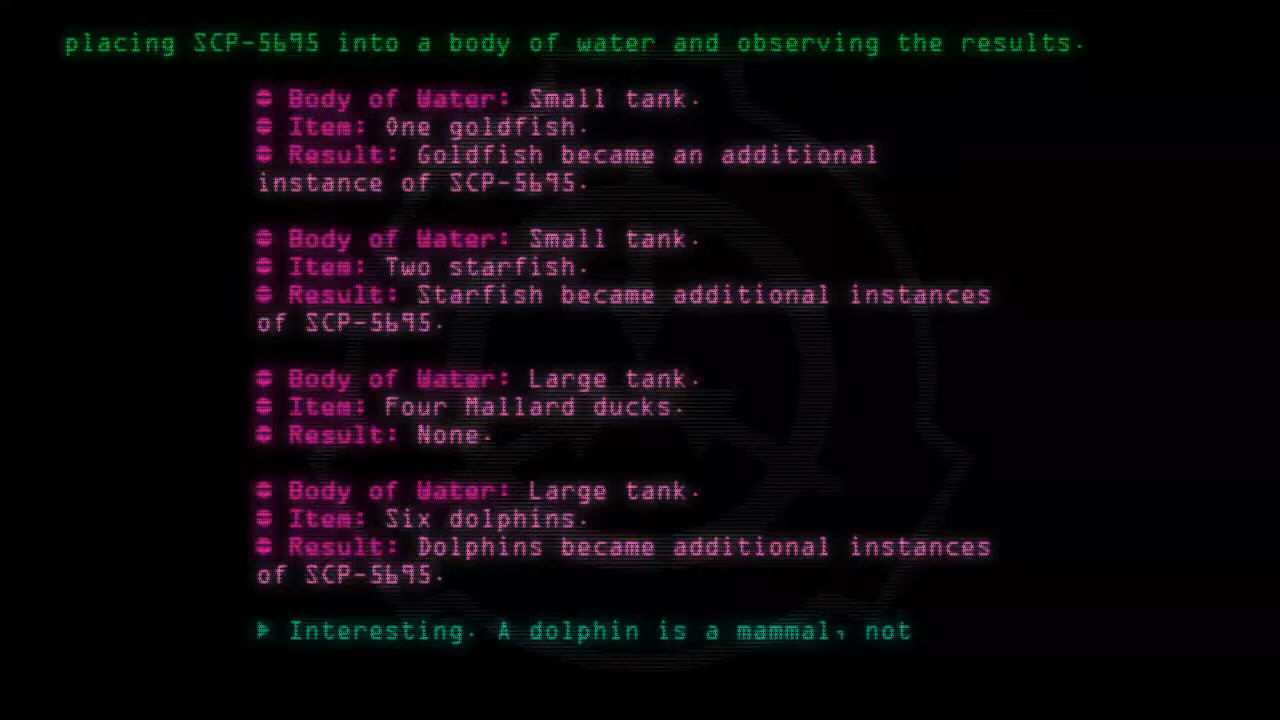 placing SCP-5695 into a body of water and observing the results.
Body of Water: Small tank.
Item: One goldfish.
Result: Goldfish became an additional
instance of SCP-5695.
Body of Water: Small tank.
Item: Two starfish.
Result: Starfish became additional instances
of SCP-5695.
Body of Water: Large tank.
Item: Four Mallard ducks.
Result: None.
Body of Water: Large tank.
Item: Six dolphins.
Result: Dolphins became additional instances
of SCP-5695.
Interesting. A dolphin is a mammal, not